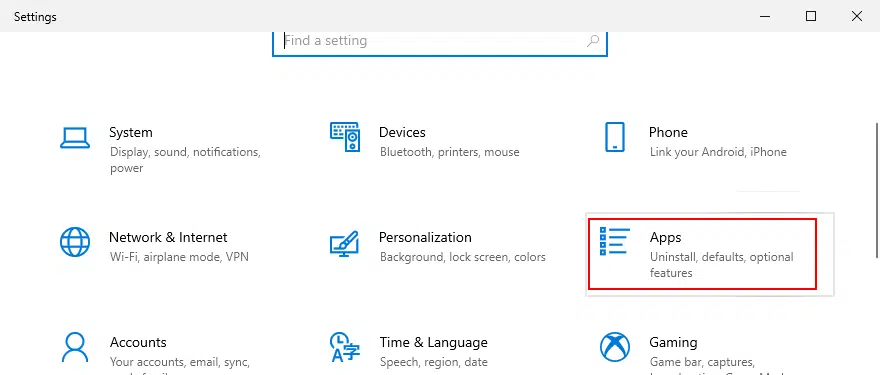 Settings
Find a setting
System
Display, sound, notifications,
power
Devices
Bluetooth, printers, mouse
Phone
Link your Android, iPhone
Network & Internet
Wi-Fi, airplane mode, VPN
Personalization
Background, lock screen, colors
Apps
Uninstall, defaults, optional
features
Accounts
Your accounts, email, sync,
Time & Language
Speech, region, date
Gaming
Game bar, captures,